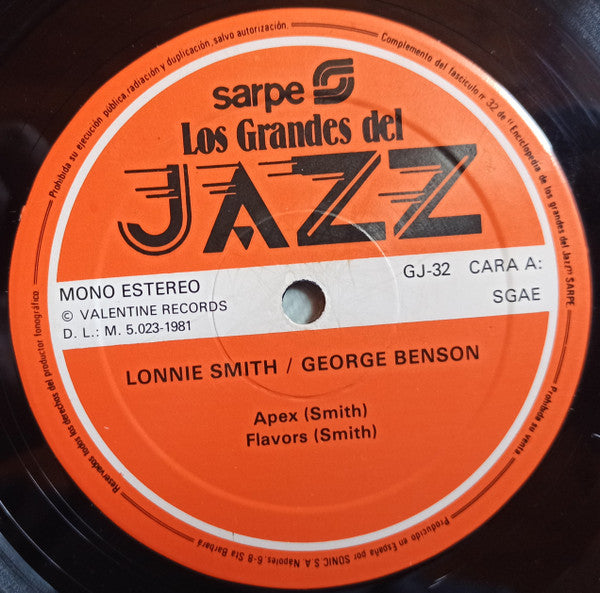 Prohibida su ejecución pública, radiación y duplicación, salvo autorización.
Complemento del fascículo nº 32 de "Enciclopedia de los grandes del Jazz" SARPE
sarpe
Los Grandes del
JAZZ
MONO ESTEREO
© VALENTINE RECORDS
D. L.: M. 5.023-1981
GJ-32 CARA A:
SGAE
LONNIE SMITH / GEORGE BENSON
Apex (Smith)
Flavors (Smith)
Reservados todos los derechos del productor fonográfico
Prohibida su venta.
Producido en España por SONIC S.A. Nápoles, 6-8 Sta Barbará